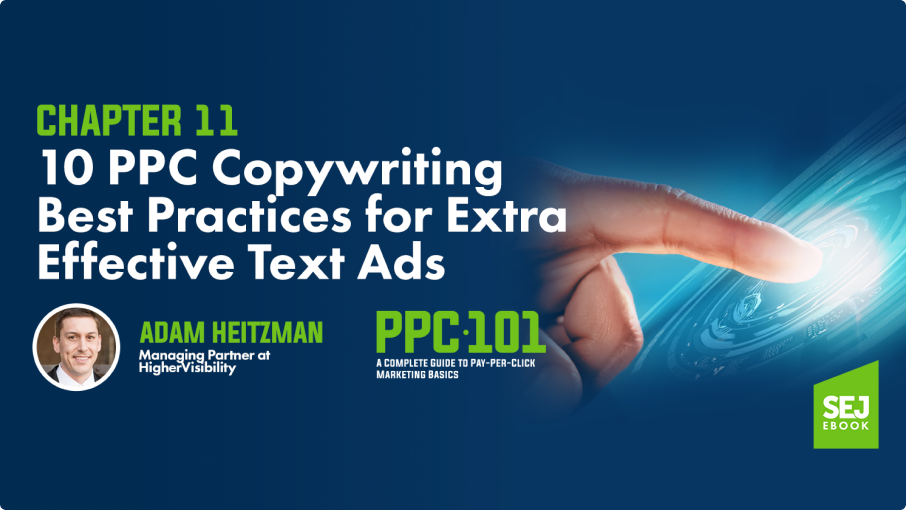 CHAPTER 11
10 PPC Copywriting
Best Practices for Extra
Effective Text Ads
ADAM HEITZMAN
Managing Partner at
HigherVisibility
PPC·101
A Complete Guide to Pay-Per-Click
Marketing Basics
SEJ
EBOOK